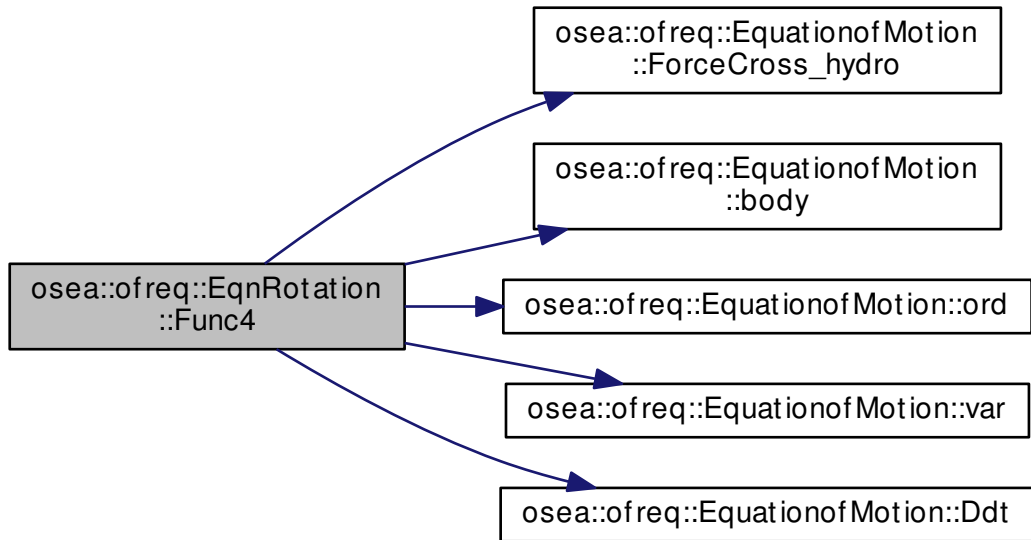 osea::ofreq::EquationofMotion
::ForceCross_hydro
osea::ofreq::EquationofMotion
::body
osea::ofreq::EqnRotation
::Func4
osea::ofreq::EquationofMotion::ord
osea::ofreq::EquationofMotion::var
osea::ofreq::EquationofMotion::Ddt